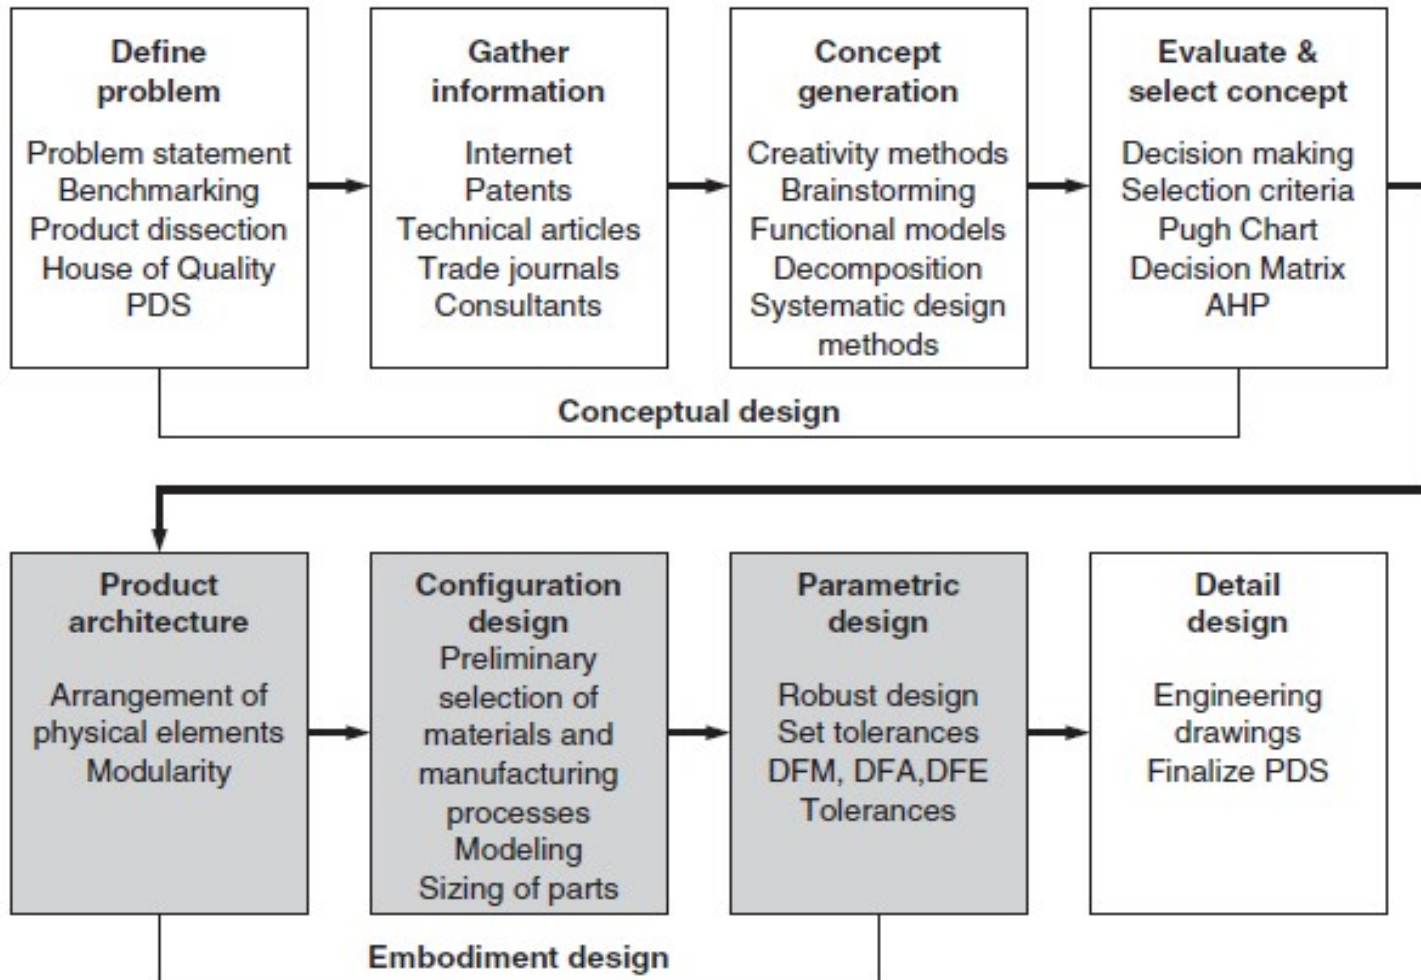 Define
problem
Problem statement
Benchmarking
Product dissection
House of Quality
PDS
Gather
information
Internet
Patents
Technical articles
Trade journals
Consultants
Concept
generation
Creativity methods
Brainstorming
Functional models
Decomposition
Systematic design
methods
Evaluate &
select concept
Decision making
Selection criteria
Pugh Chart
Decision Matrix
AHP
Conceptual design
Product
architecture
Arrangement of
physical elements
Modularity
Configuration
design
Preliminary
selection of
materials and
manufacturing
processes
Modeling
Sizing of parts
Parametric
design
Robust design
Set tolerances
DFM, DFA,DFE
Tolerances
Detail
design
Engineering
drawings
Finalize PDS
Embodiment design